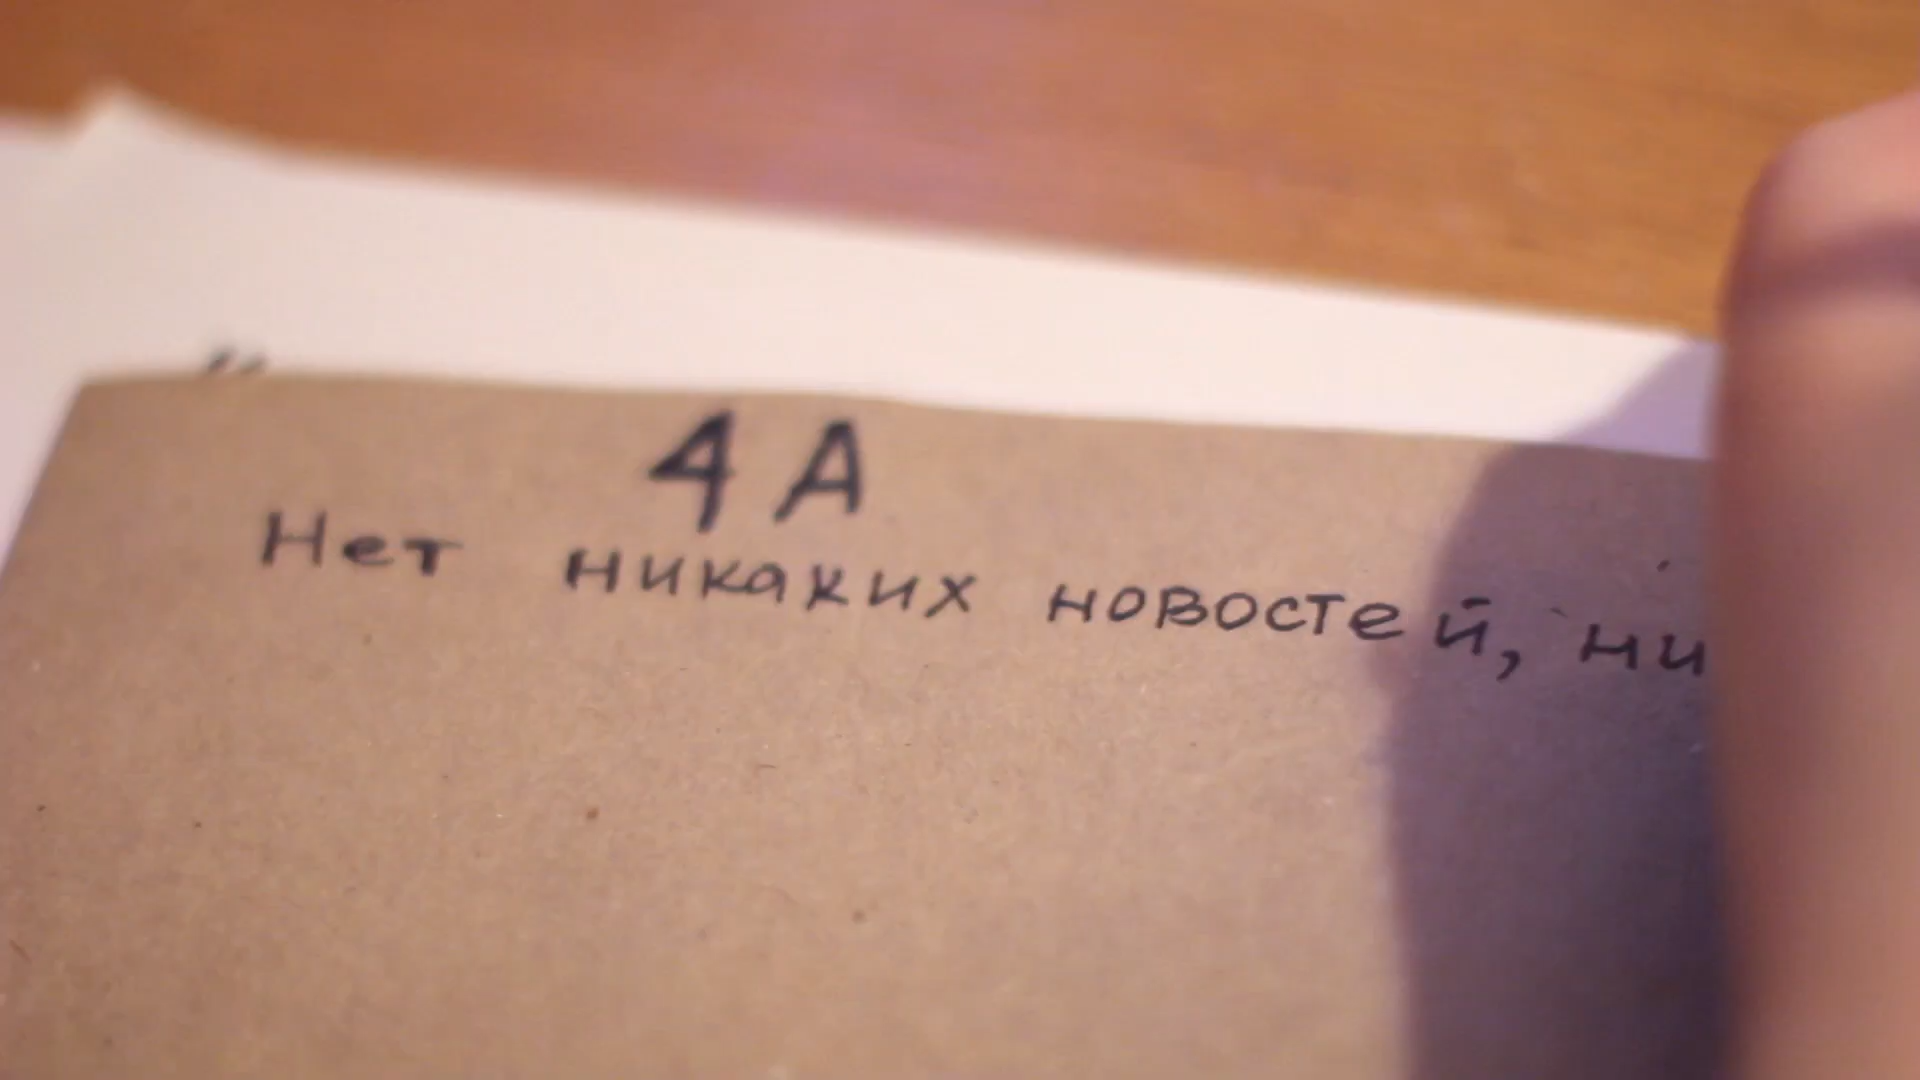 4А
Нет никаких новостей, ни